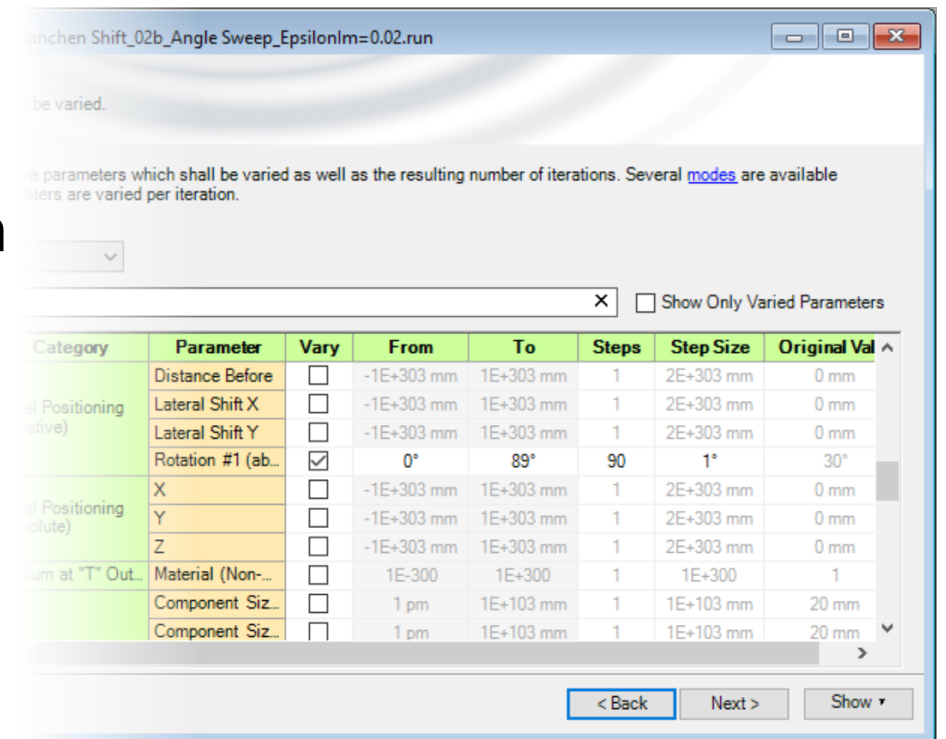 anchen Shift_02b_Angle Sweep_EpsilonIm=0.02.run
be varied.
re parameters which shall be varied as well as the resulting number of iterations. Several modes are available
eters are varied per iteration.
Show Only Varied Parameters
Category Parameter Vary From To Steps Step Size Original Val
Distance Before -1E+303 mm 1E+303 mm 1 2E+303 mm 0 mm
al Positioning Lateral Shift X -1E+303 mm 1E+303 mm 1 2E+303 mm 0 mm
ative) Lateral Shift Y -1E+303 mm 1E+303 mm 1 2E+303 mm 0 mm
Rotation #1 (ab... 0° 89° 90 1° 30°
X -1E+303 mm 1E+303 mm 1 2E+303 mm 0 mm
al Positioning Y -1E+303 mm 1E+303 mm 1 2E+303 mm 0 mm
olute) Z -1E+303 mm 1E+303 mm 1 2E+303 mm 0 mm
um at "T" Out... Material (Non-... 1E-300 1E+300 1 1E+300 1
Component Siz... 1 pm 1E+103 mm 1 1E+103 mm 20 mm
Component Siz... 1 pm 1E+103 mm 1 1E+103 mm 20 mm
< Back Next > Show